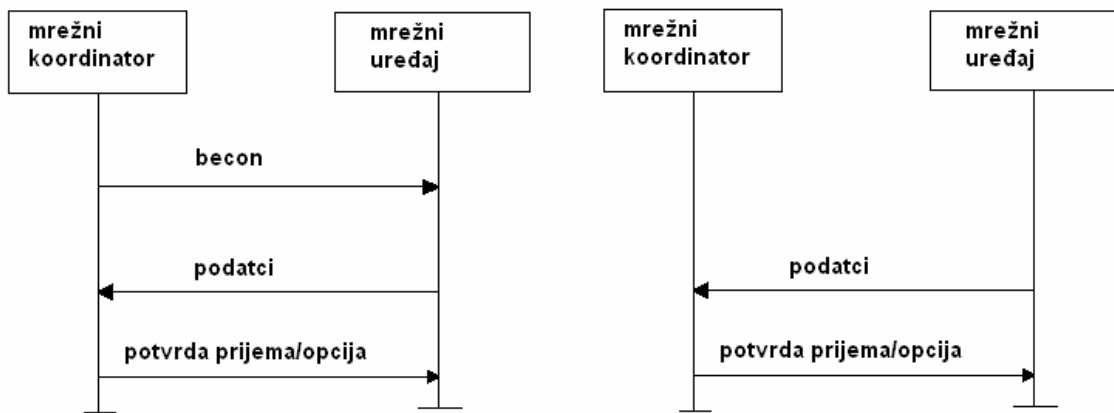 mrežni
koordinator
mrežni
uređaj
becon
podatci
potvrda prijema/opcija
mrežni
koordinator
mrežni
uređaj
podatci
potvrda prijema/opcija